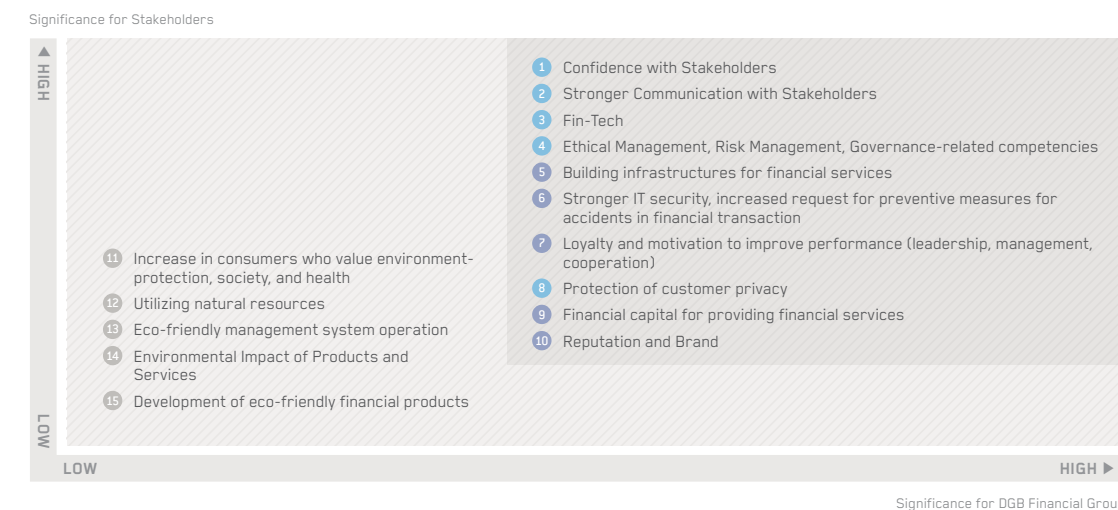 Significance for Stakeholders
HIGH
1 Confidence with Stakeholders
2 Stronger Communication with Stakeholders
3 Fin-Tech
4 Ethical Management, Risk Management, Governance-related competencies
5 Building infrastructures for financial services
6 Stronger IT security, increased request for preventive measures for
accidents in financial transaction
7 Loyalty and motivation to improve performance (leadership, management,
cooperation)
8 Protection of customer privacy
9 Financial capital for providing financial services
10 Reputation and Brand
11 Increase in consumers who value environment-
protection, society, and health
12 Utilizing natural resources
13 Eco-friendly management system operation
14 Environmental Impact of Products and
Services
15 Development of eco-friendly financial products
LOW
LOW
HIGH
Significance for DGB Financial Grou